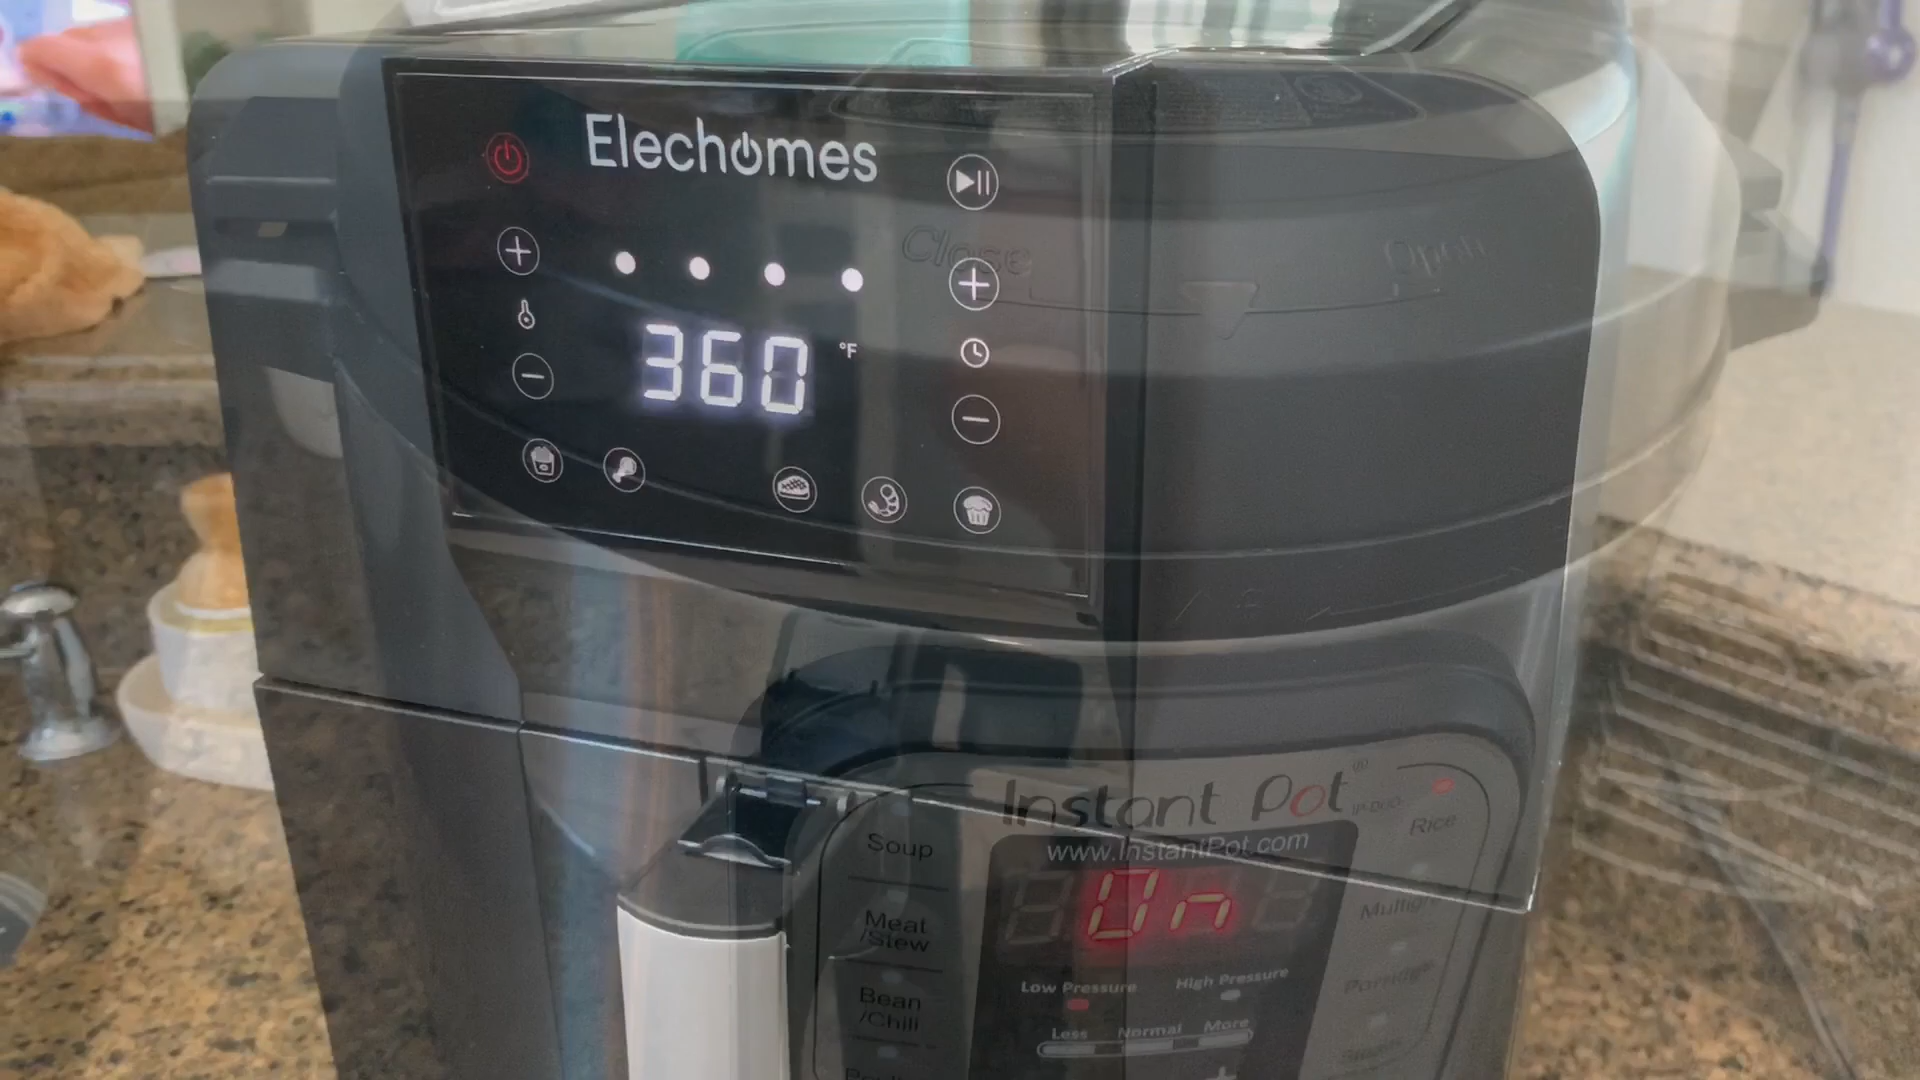 Elechomes
Close
Open
360 °F
Instant Pot®
Rice
www.InstantPot.com
Soup
On
Meat
/Stew
Low Pressure
High Pressure
Bean
/Chili
Less
Normal
More